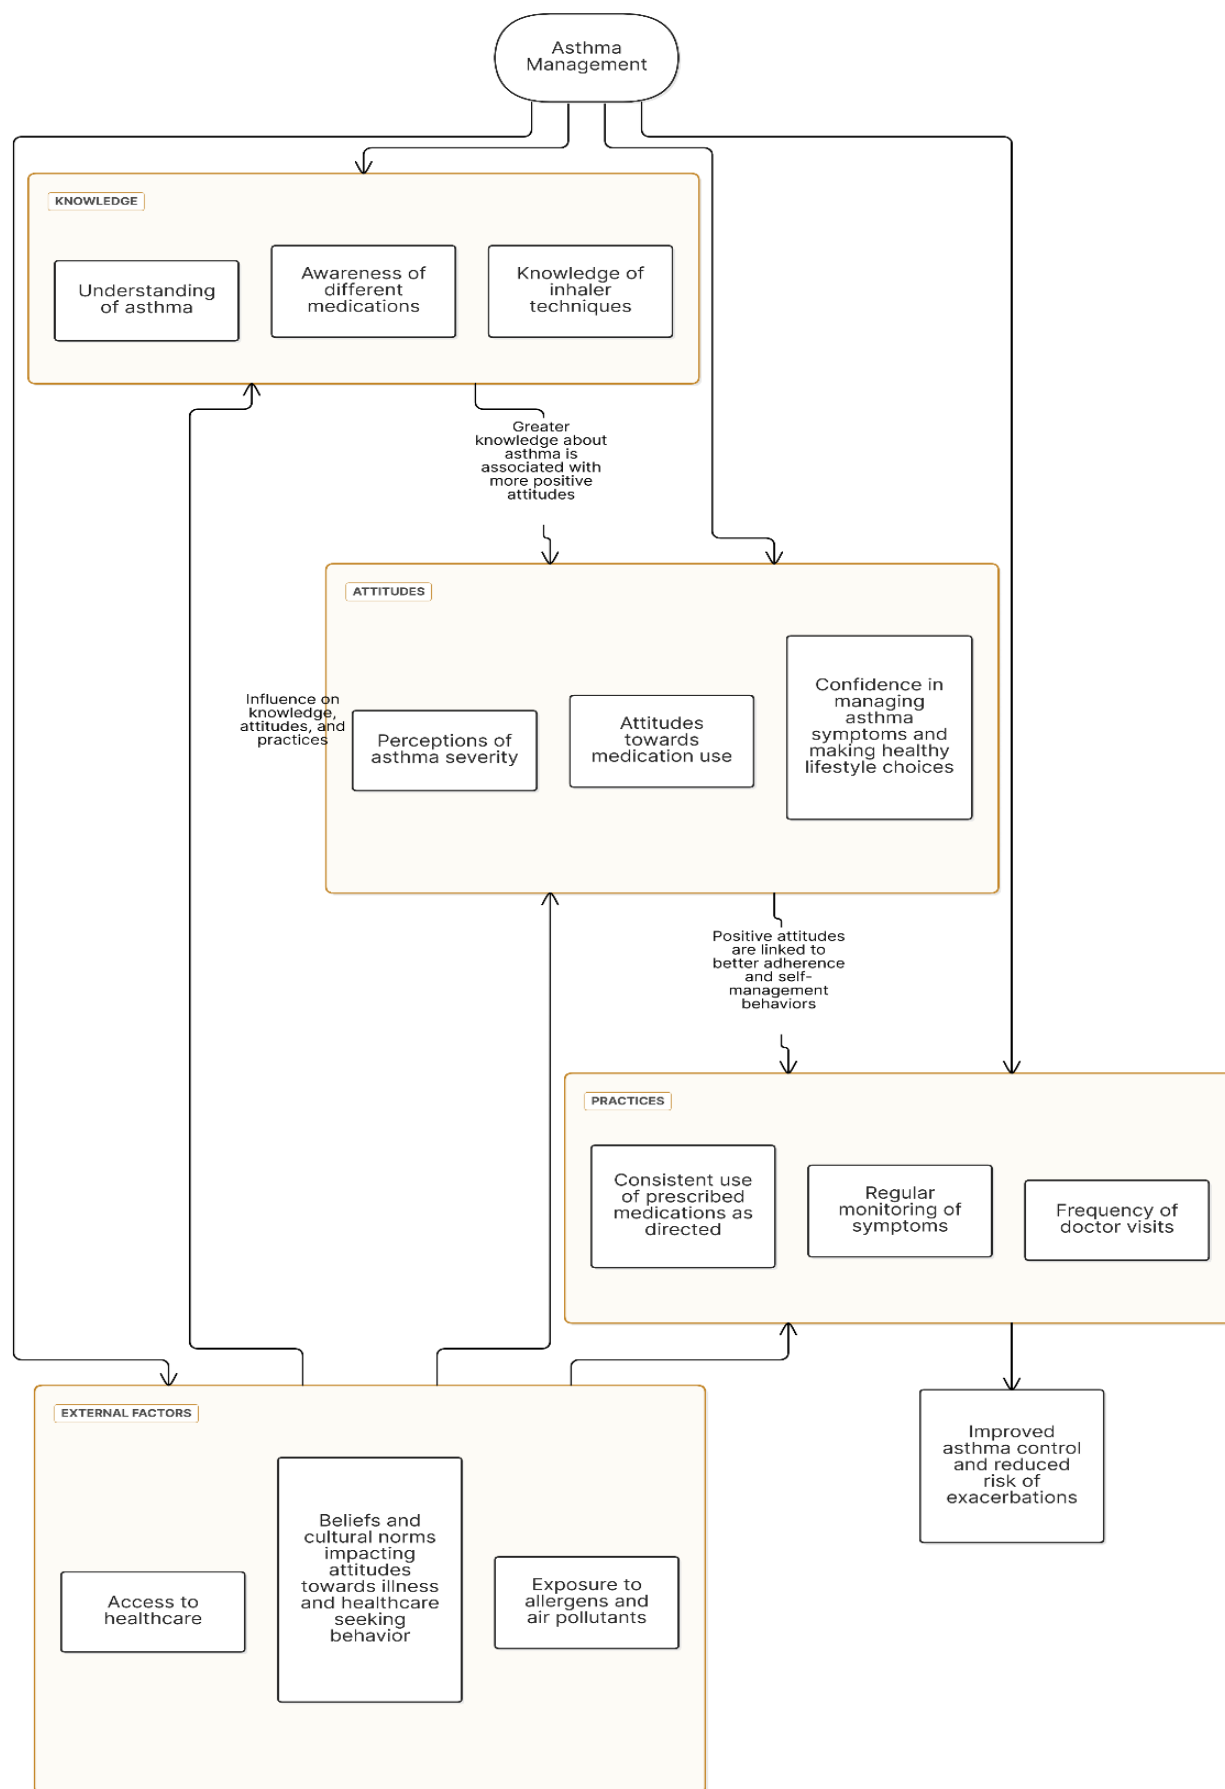 Asthma
Management
KNOWLEDGE
Understanding
of asthma
Awareness of
different
medications
Knowledge of
inhaler
techniques
Greater
knowledge about
asthma is
associated with
more positive
attitudes
ATTITUDES
Influence on
knowledge,
attitudes, and
practices
Perceptions of
asthma severity
Attitudes
towards
medication use
Confidence in
managing
asthma
symptoms and
making healthy
lifestyle choices
Positive attitudes
are linked to
better adherence
and self-
management
behaviors
PRACTICES
Consistent use
of prescribed
medications as
directed
Regular
monitoring of
symptoms
Frequency of
doctor visits
EXTERNAL FACTORS
Access to
healthcare
Beliefs and
cultural norms
impacting
attitudes
towards illness
and healthcare
seeking
behavior
Exposure to
allergens and
air pollutants
Improved
asthma control
and reduced
risk of
exacerbations